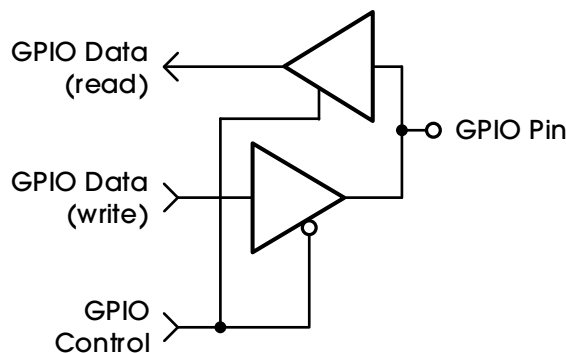 GPIO Data
(read)
GPIO Pin
GPIO Data
(write)
GPIO
Control